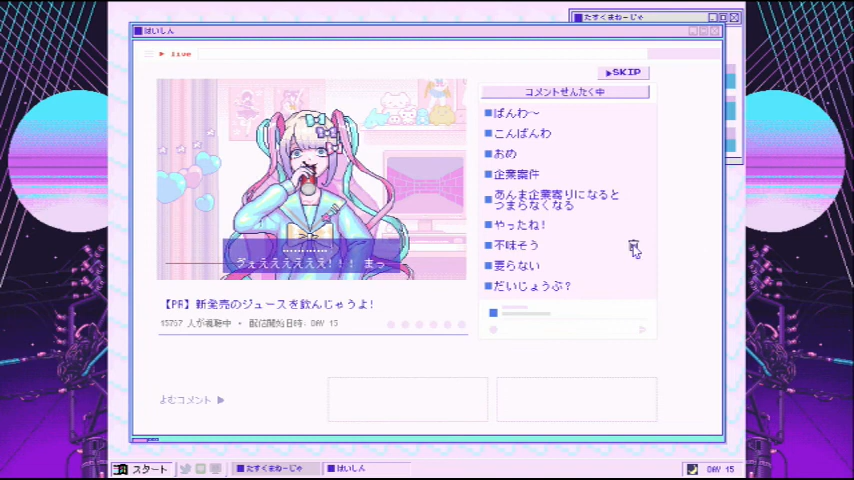 たすくまねーじゃ
はいしん
live
SKIP
コメントせんたく中
ばんわ〜
こんばんわ
おめ
企業案件
あんま企業寄りになると
つまらなくなる
やったね！
不味そう
要らない
だいじょうぶ？
…………
ヴぇえええええええ！！！ まっ
【PR】新発売のジュースを飲んじゃうよ！
15767 人が視聴中 ・ 配信開始日時: DAY 15
よむコメント
スタート
たすくまねーじゃ
はいしん
DAY 15